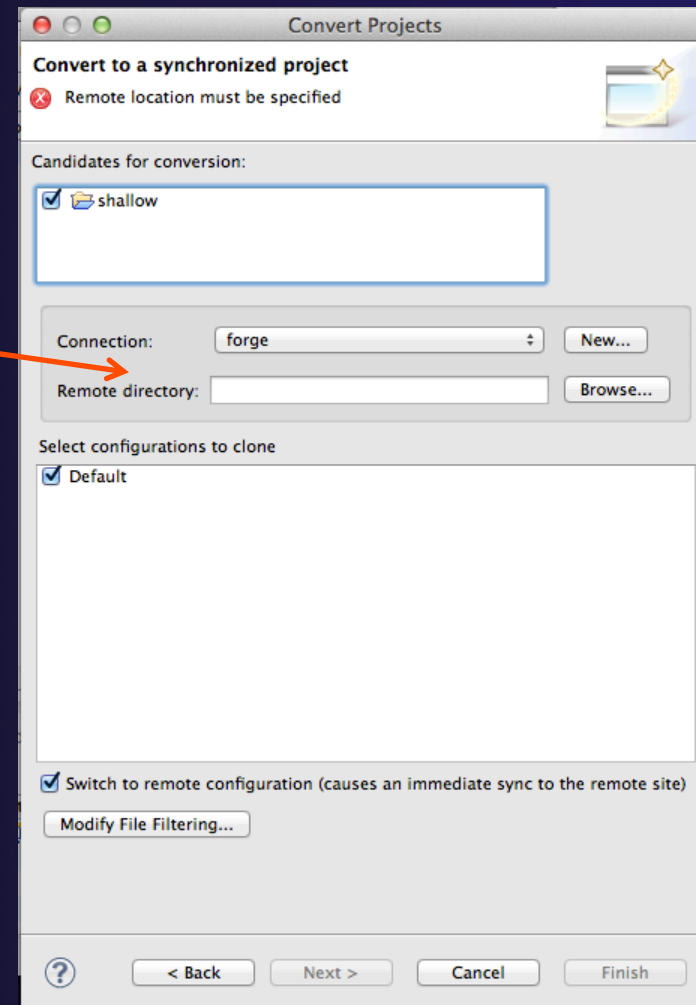 Convert Projects
Convert to a synchronized project
Remote location must be specified
Candidates for conversion:
shallow
Connection: forge New...
Remote directory: Browse...
Select configurations to clone
Default
Switch to remote configuration (causes an immediate sync to the remote site)
Modify File Filtering...
? < Back Next > Cancel Finish